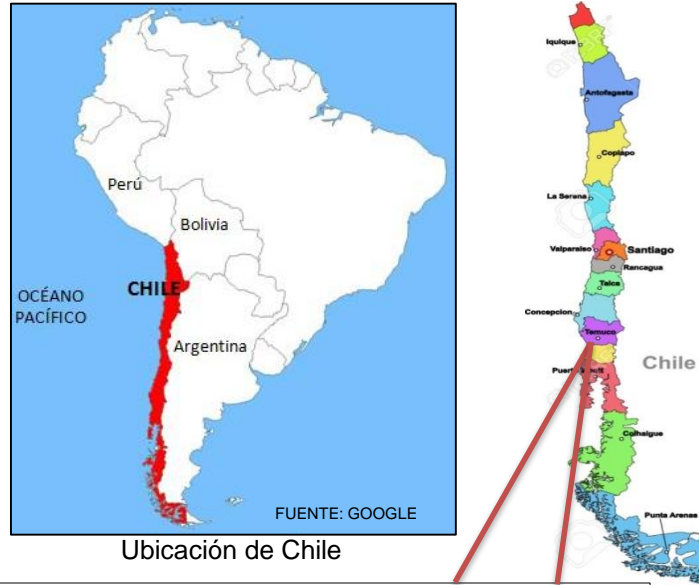 Perú
Bolivia
CHILE
OCÉANO
PACÍFICO
Argentina
FUENTE: GOOGLE
Ubicación de Chile
Iquique
Antofagasta
Copiapo
La Serena
Valparaiso
Santiago
Rancagua
Talca
Concepcion
Temuco
Chile
Coihaigue
Punta Arenas